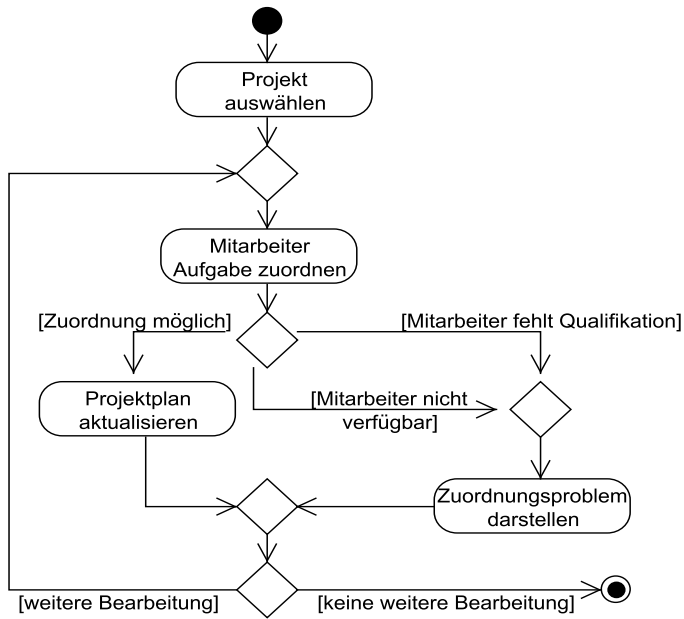 Projekt
auswählen
Mitarbeiter
Aufgabe zuordnen
[Zuordnung möglich]
[Mitarbeiter fehlt Qualifikation]
Projektplan
aktualisieren
[Mitarbeiter nicht
verfügbar]
Zuordnungsproblem
darstellen
[weitere Bearbeitung]
[keine weitere Bearbeitung]